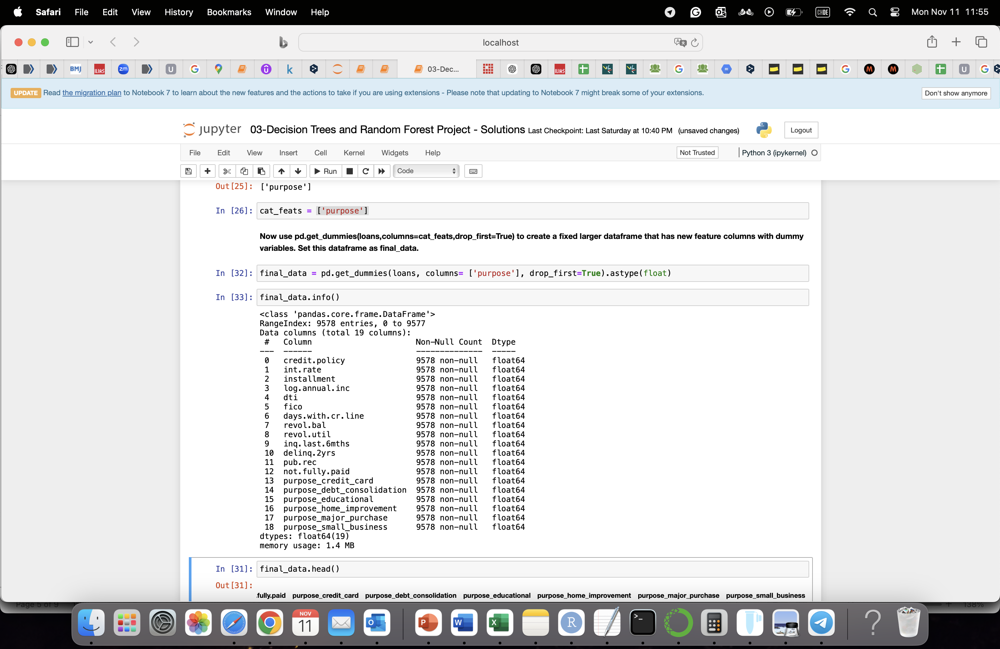 Safari File Edit View History Bookmarks Window Help CHDE Mon Nov 11 11:55
localhost
BMJ ILIAS zm U k 03-Dec... ILIAS U
UPDATE Read the migration plan to Notebook 7 to learn about the new features and the actions to take if you are using extensions - Please note that updating to Notebook 7 might break some of your extensions. Don't show anymore
jupyter 03-Decision Trees and Random Forest Project - Solutions Last Checkpoint: Last Saturday at 10:40 PM (unsaved changes) Logout
File Edit View Insert Cell Kernel Widgets Help Not Trusted Python 3 (ipykernel)
Run Code
Out[25]: ['purpose']
In [26]: cat_feats = ['purpose']
Now use pd.get_dummies(loans,columns=cat_feats,drop_first=True) to create a fixed larger dataframe that has new feature columns with dummy
variables. Set this dataframe as final_data.
In [32]: final_data = pd.get_dummies(loans, columns= ['purpose'], drop_first=True).astype(float)
In [33]: final_data.info()
<class 'pandas.core.frame.DataFrame'>
RangeIndex: 9578 entries, 0 to 9577
Data columns (total 19 columns):
# Column Non-Null Count Dtype
--- ------ -------------- -----
0 credit.policy 9578 non-null float64
1 int.rate 9578 non-null float64
2 installment 9578 non-null float64
3 log.annual.inc 9578 non-null float64
4 dti 9578 non-null float64
5 fico 9578 non-null float64
6 days.with.cr.line 9578 non-null float64
7 revol.bal 9578 non-null float64
8 revol.util 9578 non-null float64
9 inq.last.6mths 9578 non-null float64
10 delinq.2yrs 9578 non-null float64
11 pub.rec 9578 non-null float64
12 not.fully.paid 9578 non-null float64
13 purpose_credit_card 9578 non-null float64
14 purpose_debt_consolidation 9578 non-null float64
15 purpose_educational 9578 non-null float64
16 purpose_home_improvement 9578 non-null float64
17 purpose_major_purchase 9578 non-null float64
18 purpose_small_business 9578 non-null float64
dtypes: float64(19)
memory usage: 1.4 MB
In [31]: final_data.head()
Out[31]:
.fully.paid purpose_credit_card purpose_debt_consolidation purpose_educational purpose_home_improvement purpose_major_purchase purpose_small_business
Page 5 of 9 138%
NOV
11